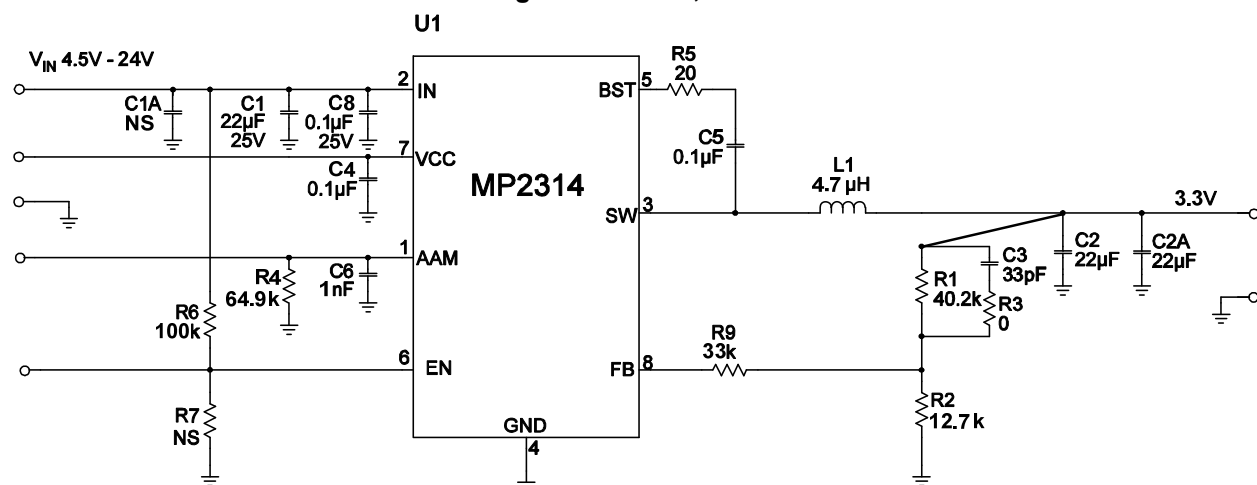 U1
V_IN 4.5V - 24V
C1A
NS
C1
22µF
25V
C8
0.1µF
25V
2
IN
BST
5
R5
20
C5
0.1µF
7
VCC
C4
0.1µF
MP2314
L1
4.7 µH
SW
3
3.3V
1
AAM
R4
64.9k
C6
1nF
C3
33pF
R1
40.2k
R3
0
C2
22µF
C2A
22µF
R6
100k
R9
33k
6
EN
FB
8
R7
NS
R2
12.7k
GND
4